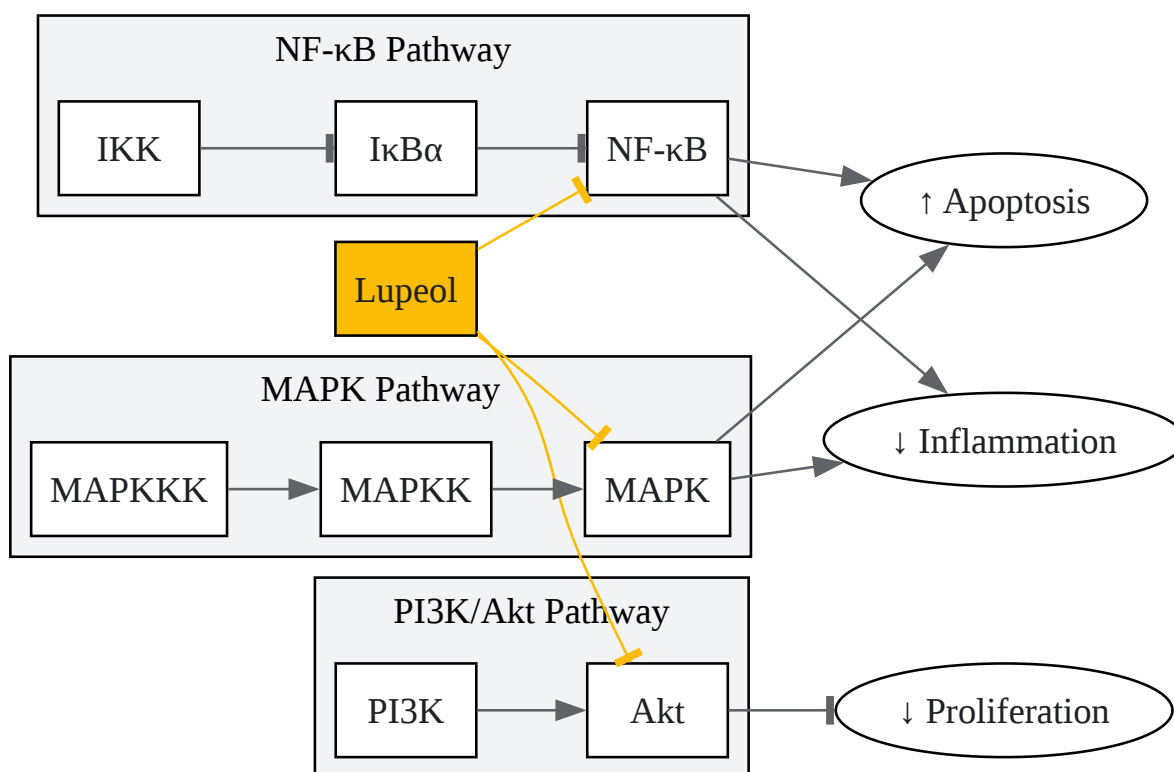 NF-κB Pathway
IKK
IκBα
NF-κB
↑ Apoptosis
Lupeol
MAPK Pathway
↓ Inflammation
MAPKKK
MAPKK
MAPK
PI3K/Akt Pathway
PI3K
Akt
↓ Proliferation